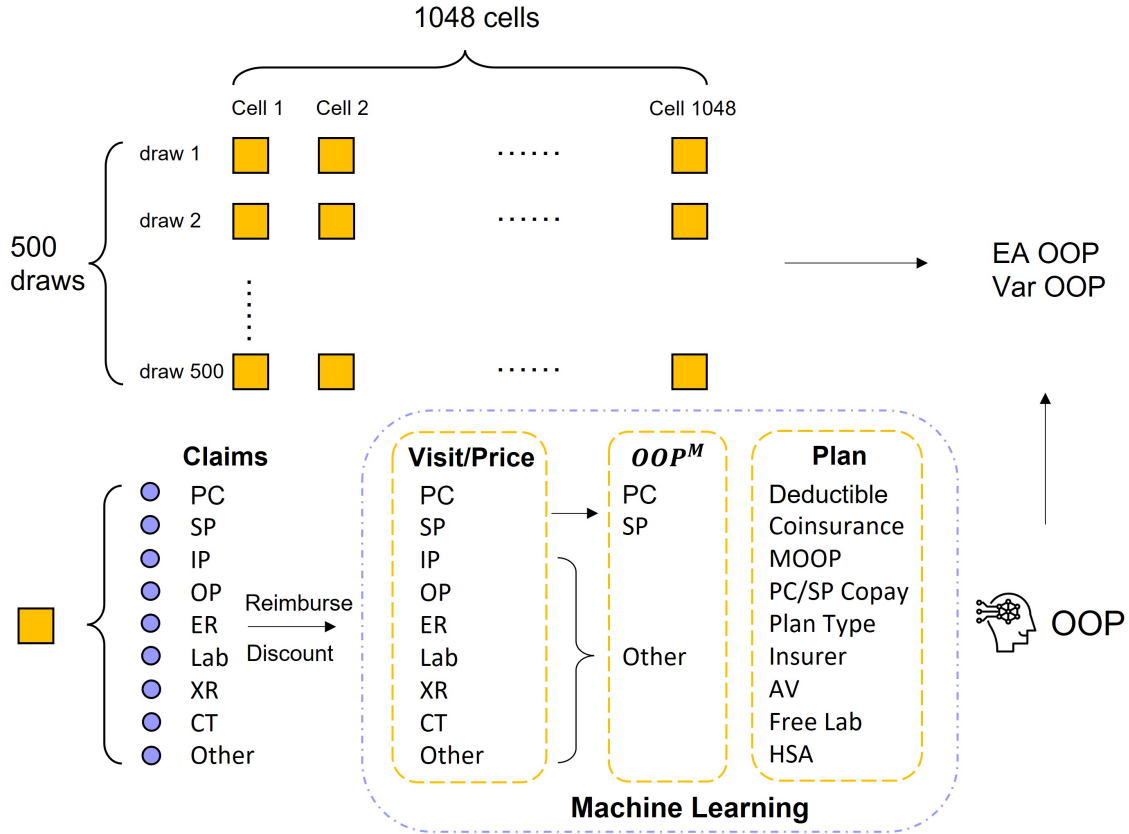 1048 cells
Cell 1
Cell 2
Cell 1048
draw 1
......
draw 2
......
500
draws
EA OOP
Var OOP
draw 500
......
Claims
PC
SP
IP
OP
ER
Lab
XR
CT
Other
Reimburse
Discount
Visit/Price
PC
SP
IP
OP
ER
Lab
XR
CT
Other
OOP^M
PC
SP
Other
Plan
Deductible
Coinsurance
MOOP
PC/SP Copay
Plan Type
Insurer
AV
Free Lab
HSA
OOP
Machine Learning